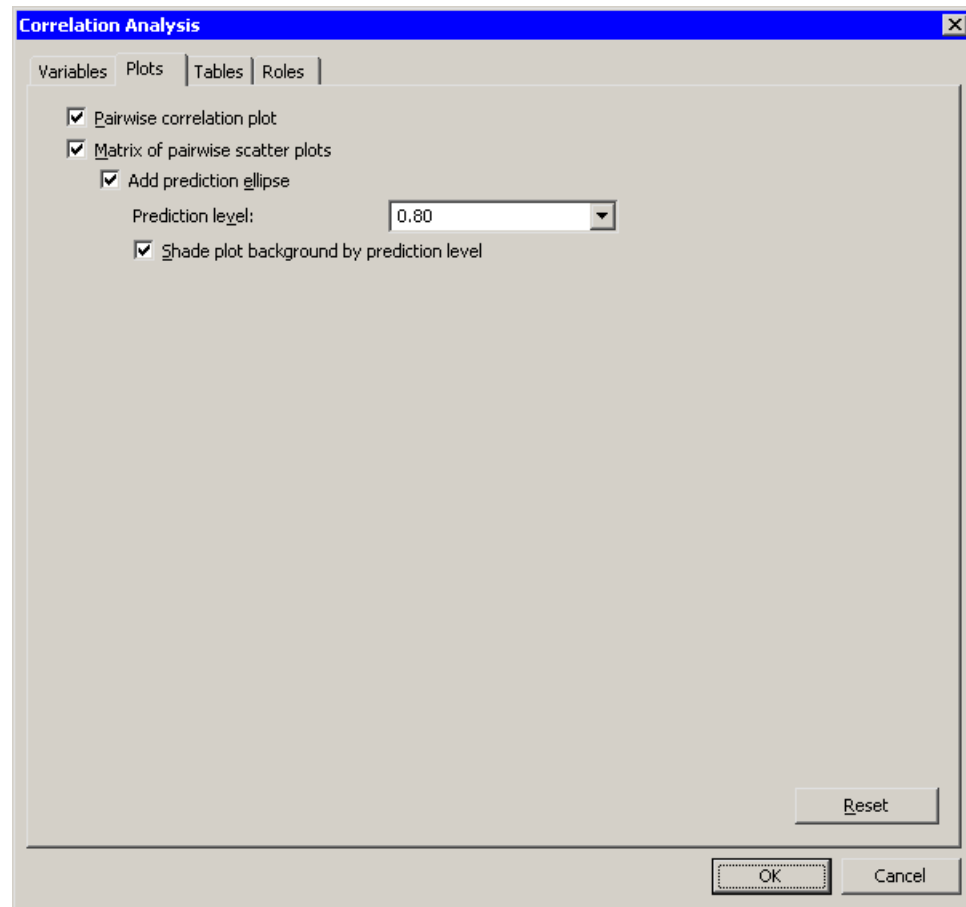 Correlation Analysis
Variables Plots Tables Roles
Pairwise correlation plot
Matrix of pairwise scatter plots
Add prediction ellipse
Prediction level: 0.80
Shade plot background by prediction level
Reset
OK Cancel